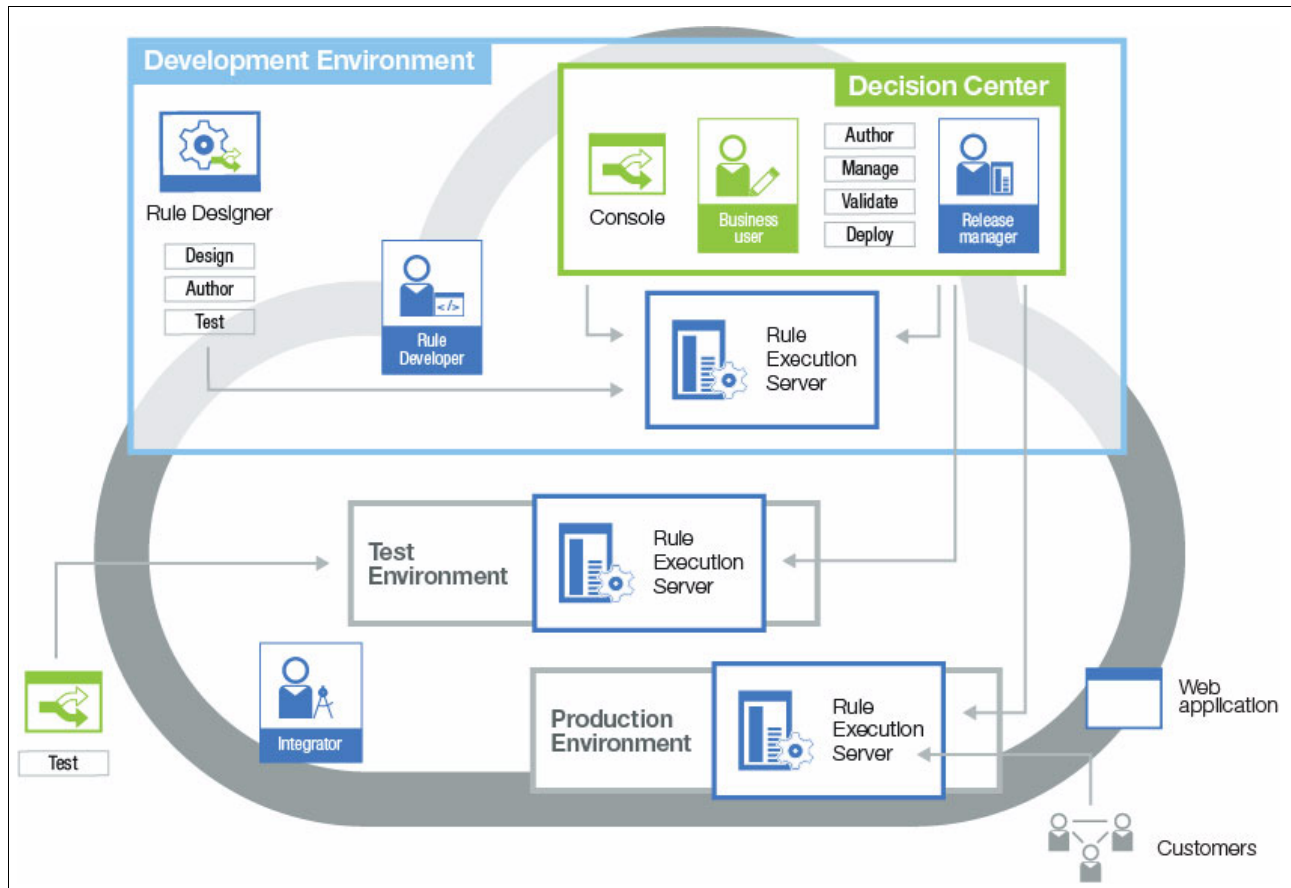 Development Environment
Decision Center
Rule Designer
Design
Author
Test
Rule
Developer
Console
Business
user
Author
Manage
Validate
Deploy
Release
manager
Rule
Execution
Server
Test
Environment
Rule
Execution
Server
Test
Integrator
Production
Environment
Rule
Execution
Server
Web
application
Customers